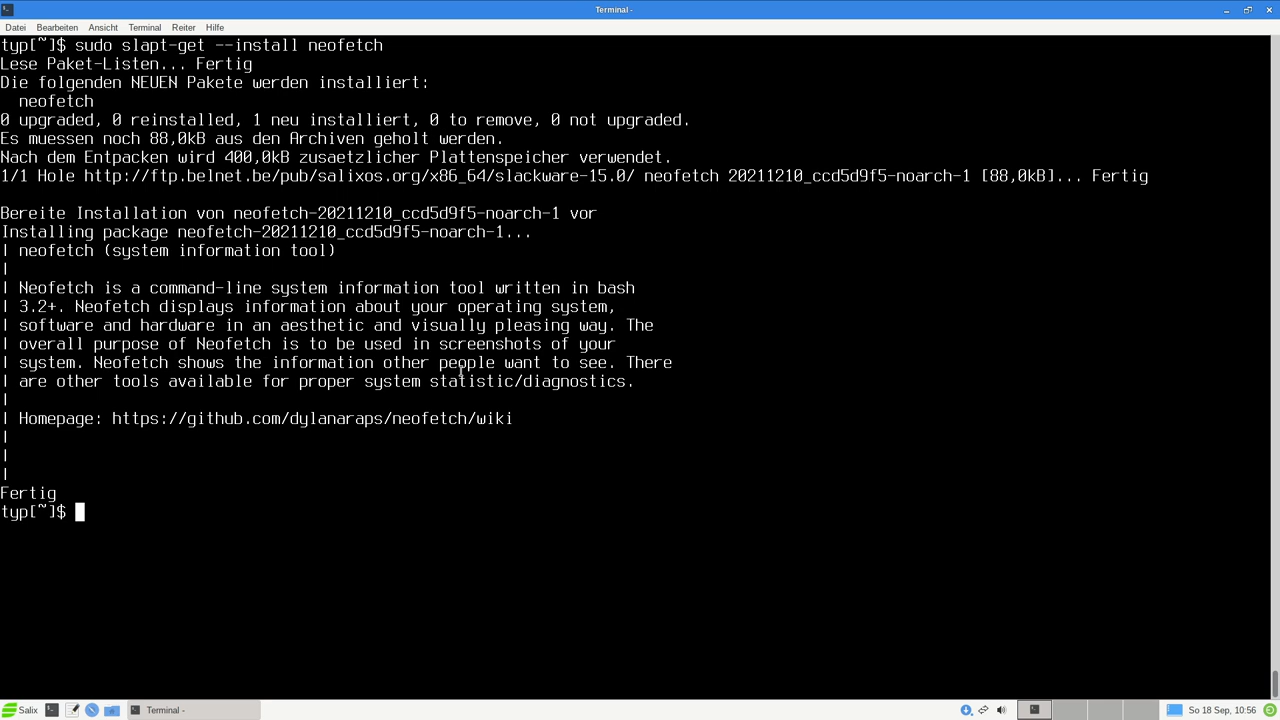 Terminal -
Datei Bearbeiten Ansicht Terminal Reiter Hilfe
typ[~]$ sudo slapt-get --install neofetch
Lese Paket-Listen... Fertig
Die folgenden NEUEN Pakete werden installiert:
  neofetch
0 upgraded, 0 reinstalled, 1 neu installiert, 0 to remove, 0 not upgraded.
Es muessen noch 88,0kB aus den Archiven geholt werden.
Nach dem Entpacken wird 400,0kB zusaetzlicher Plattenspeicher verwendet.
1/1 Hole http://ftp.belnet.be/pub/salixos.org/x86_64/slackware-15.0/ neofetch 20211210_ccd5d9f5-noarch-1 [88,0kB]... Fertig
Bereite Installation von neofetch-20211210_ccd5d9f5-noarch-1 vor
Installing package neofetch-20211210_ccd5d9f5-noarch-1...
| neofetch (system information tool)
|
| Neofetch is a command-line system information tool written in bash
| 3.2+. Neofetch displays information about your operating system,
| software and hardware in an aesthetic and visually pleasing way. The
| overall purpose of Neofetch is to be used in screenshots of your
| system. Neofetch shows the information other people want to see. There
| are other tools available for proper system statistic/diagnostics.
|
| Homepage: https://github.com/dylanaraps/neofetch/wiki
|
|
|
Fertig
typ[~]$
Salix Terminal - So 18 Sep, 10:56